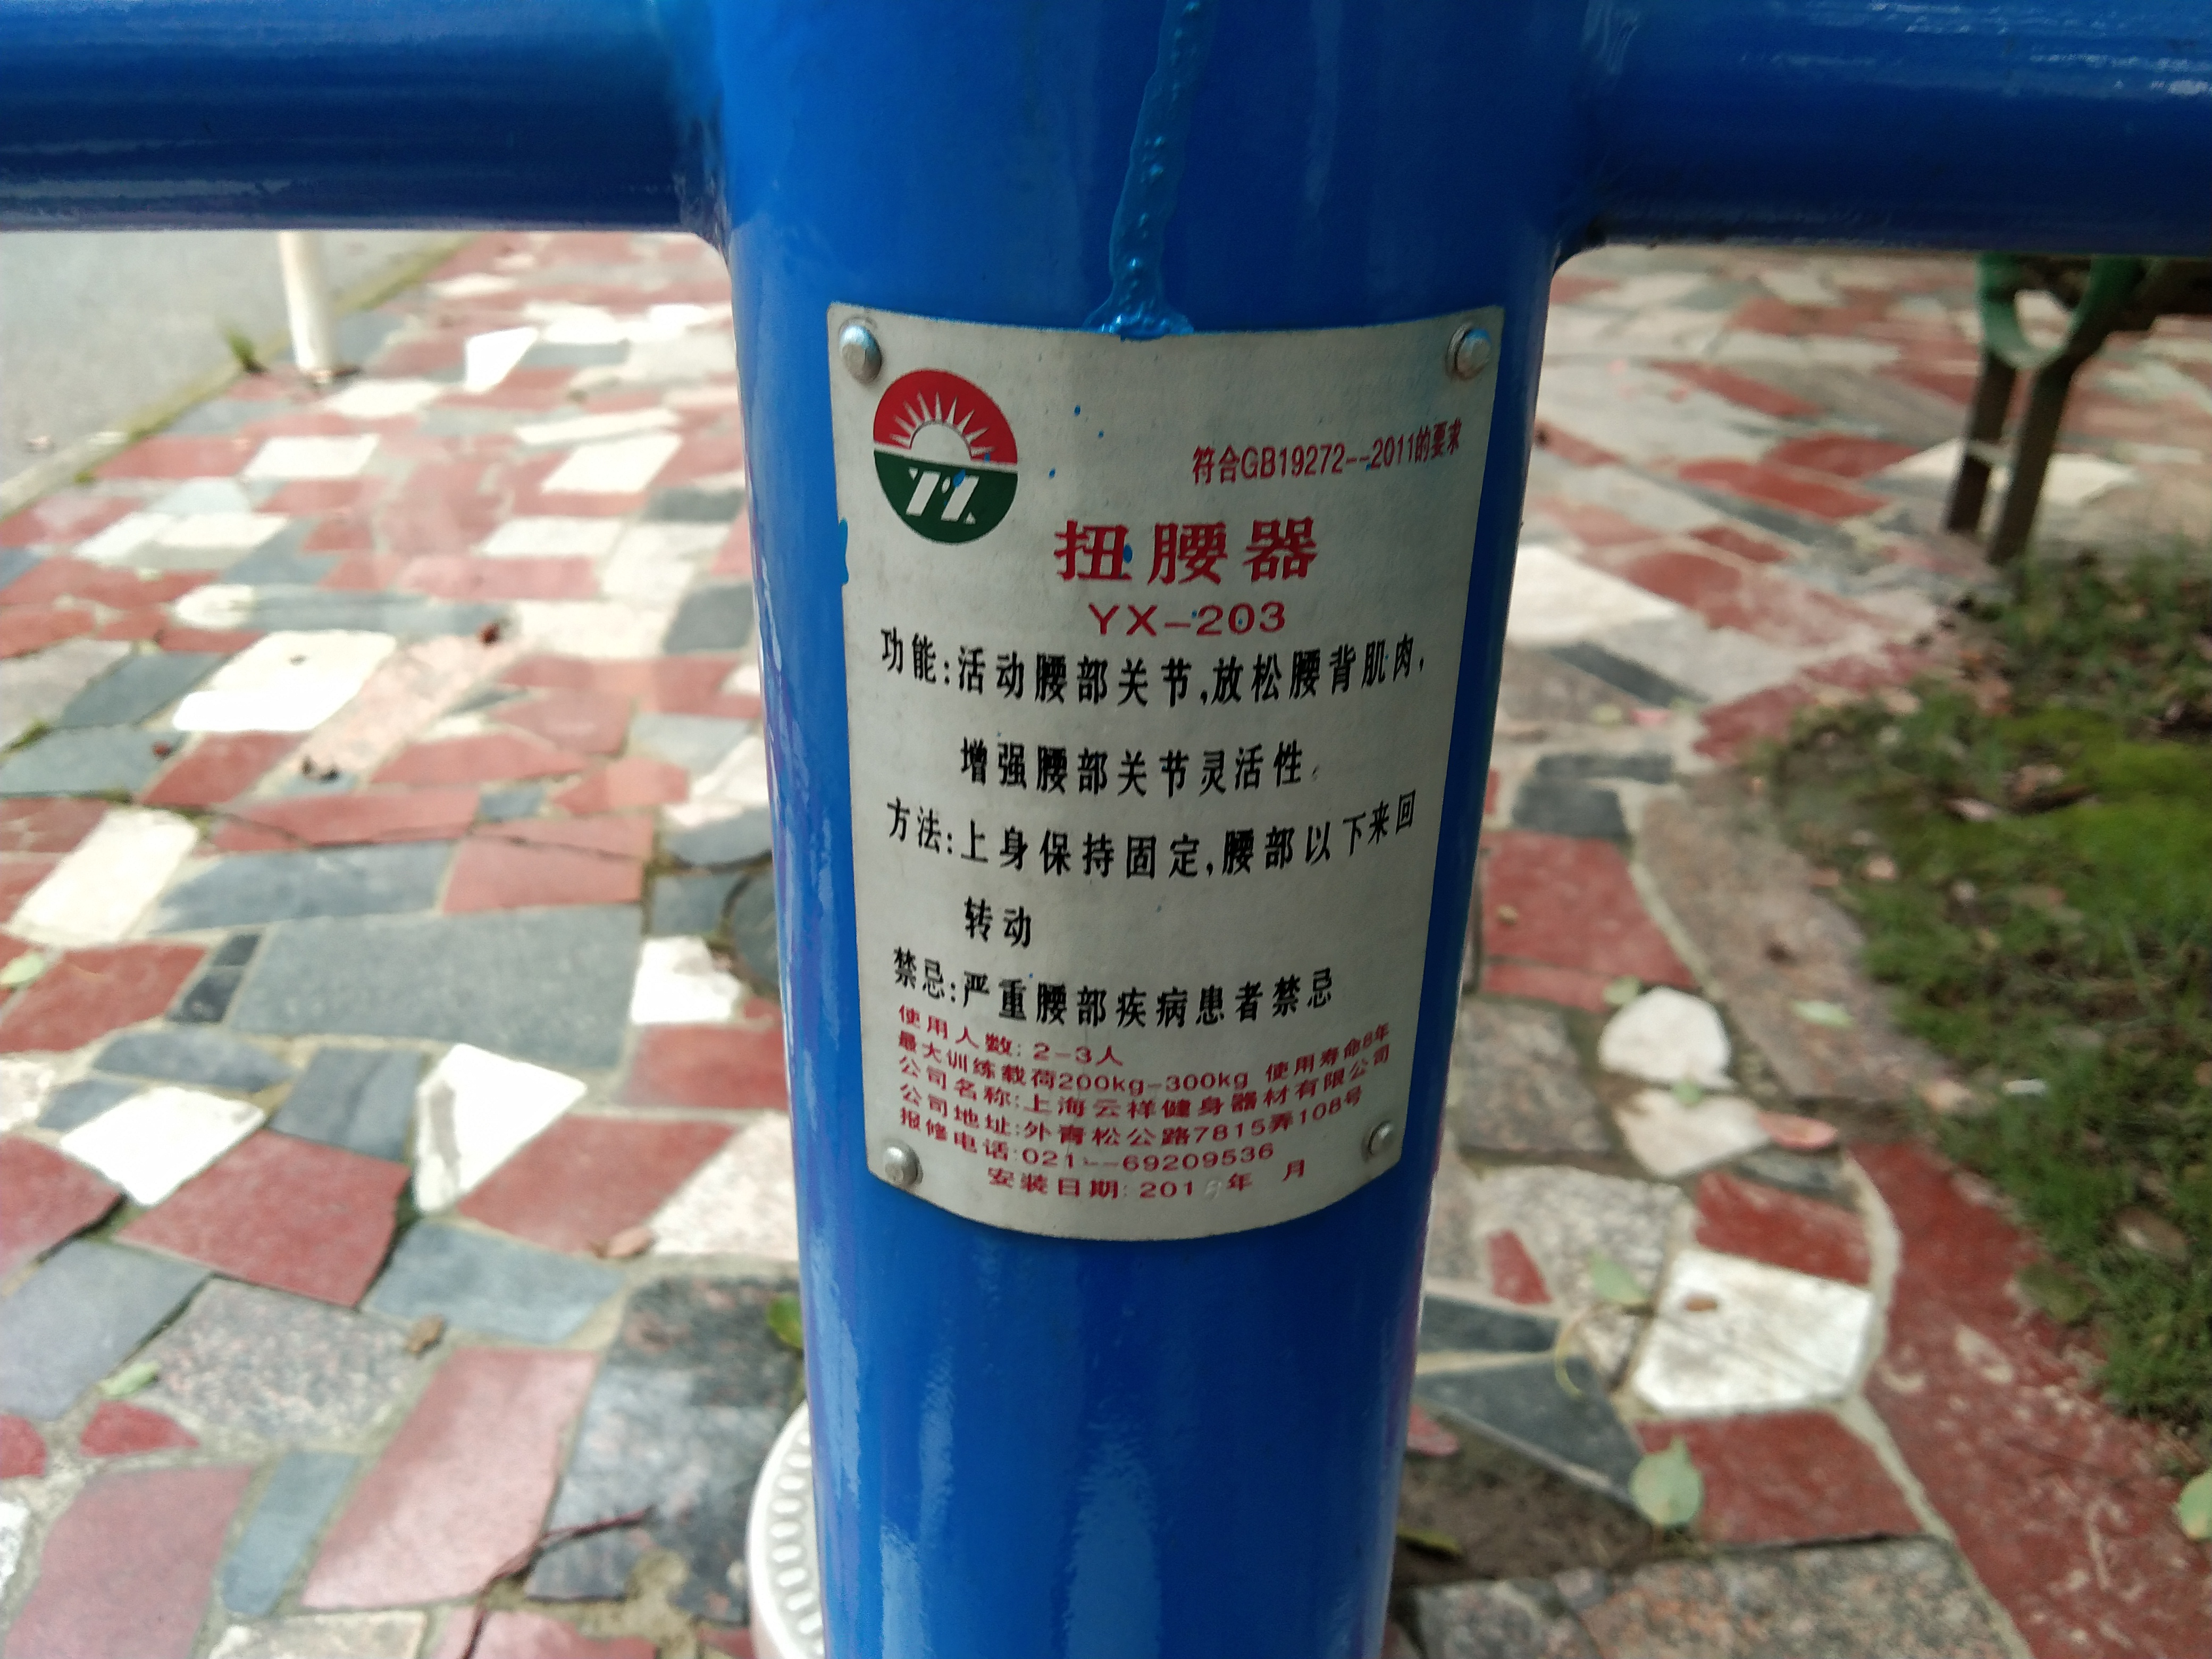 符合GB19272--2011的要求
扭腰器
YX-203
功能:活动腰部关节,放松腰背肌肉,
增强腰部关节灵活性
方法:上身保持固定,腰部以下来回
转动
禁忌:严重腰部疾病患者禁忌
使用人数: 2-3人
最大训练载荷200kg-300kg 使用寿命8年
公司名称:上海云祥健身器材有限公司
公司地址:外青松公路7815弄108号
报修电话:021--69209536
安装日期: 201 年 月